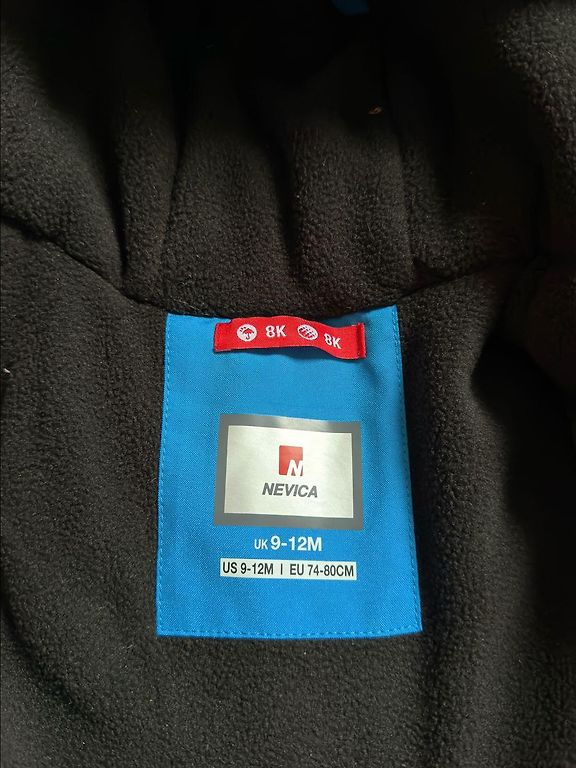 8K 8K
N
NEVICA
UK 9-12M
US 9-12M I EU 74-80CM